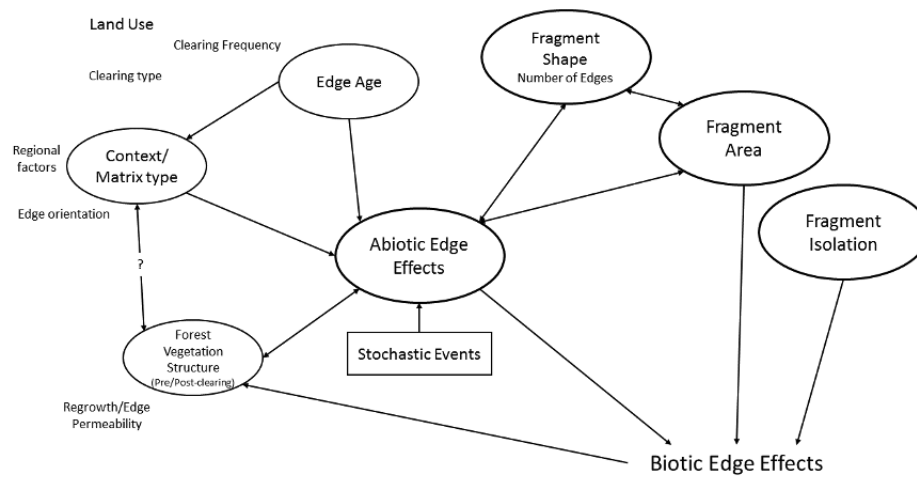 Land Use
Clearing Frequency
Clearing type
Edge Age
Fragment
Shape
Number of Edges
Fragment
Area
Regional
factors
Context/
Matrix type
Edge orientation
Fragment
Isolation
Abiotic Edge
Effects
?
Forest
Vegetation
Structure
(Pre/Post-clearing)
Stochastic Events
Regrowth/Edge
Permeability
Biotic Edge Effects